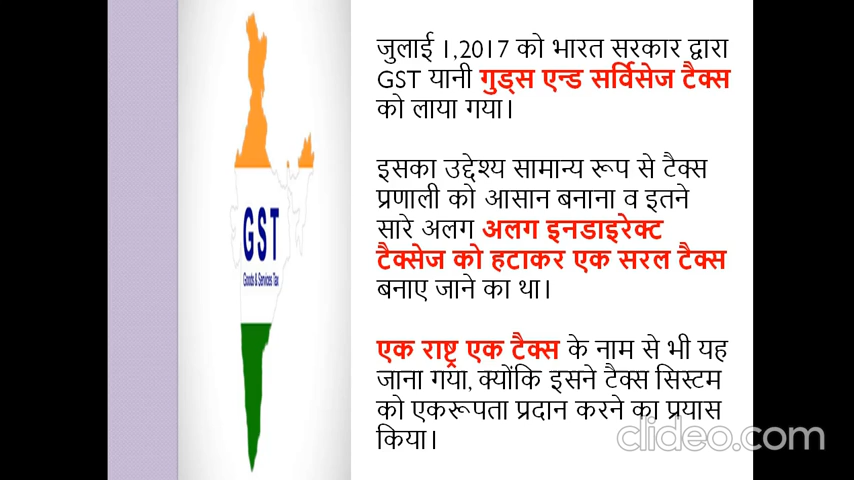 जुलाई 1,2017 को भारत सरकार द्वारा
GST यानी गुड्स एन्ड सर्विसेज टैक्स
को लाया गया।
इसका उद्देश्य सामान्य रूप से टैक्स
प्रणाली को आसान बनाना व इतने
सारे अलग अलग इनडाइरेक्ट
टैक्सेज को हटाकर एक सरल टैक्स
बनाए जाने का था।
एक राष्ट्र एक टैक्स के नाम से भी यह
जाना गया, क्योंकि इसने टैक्स सिस्टम
को एकरूपता प्रदान करने का प्रयास
किया।
GST
Goods & Services Tax
clideo.com